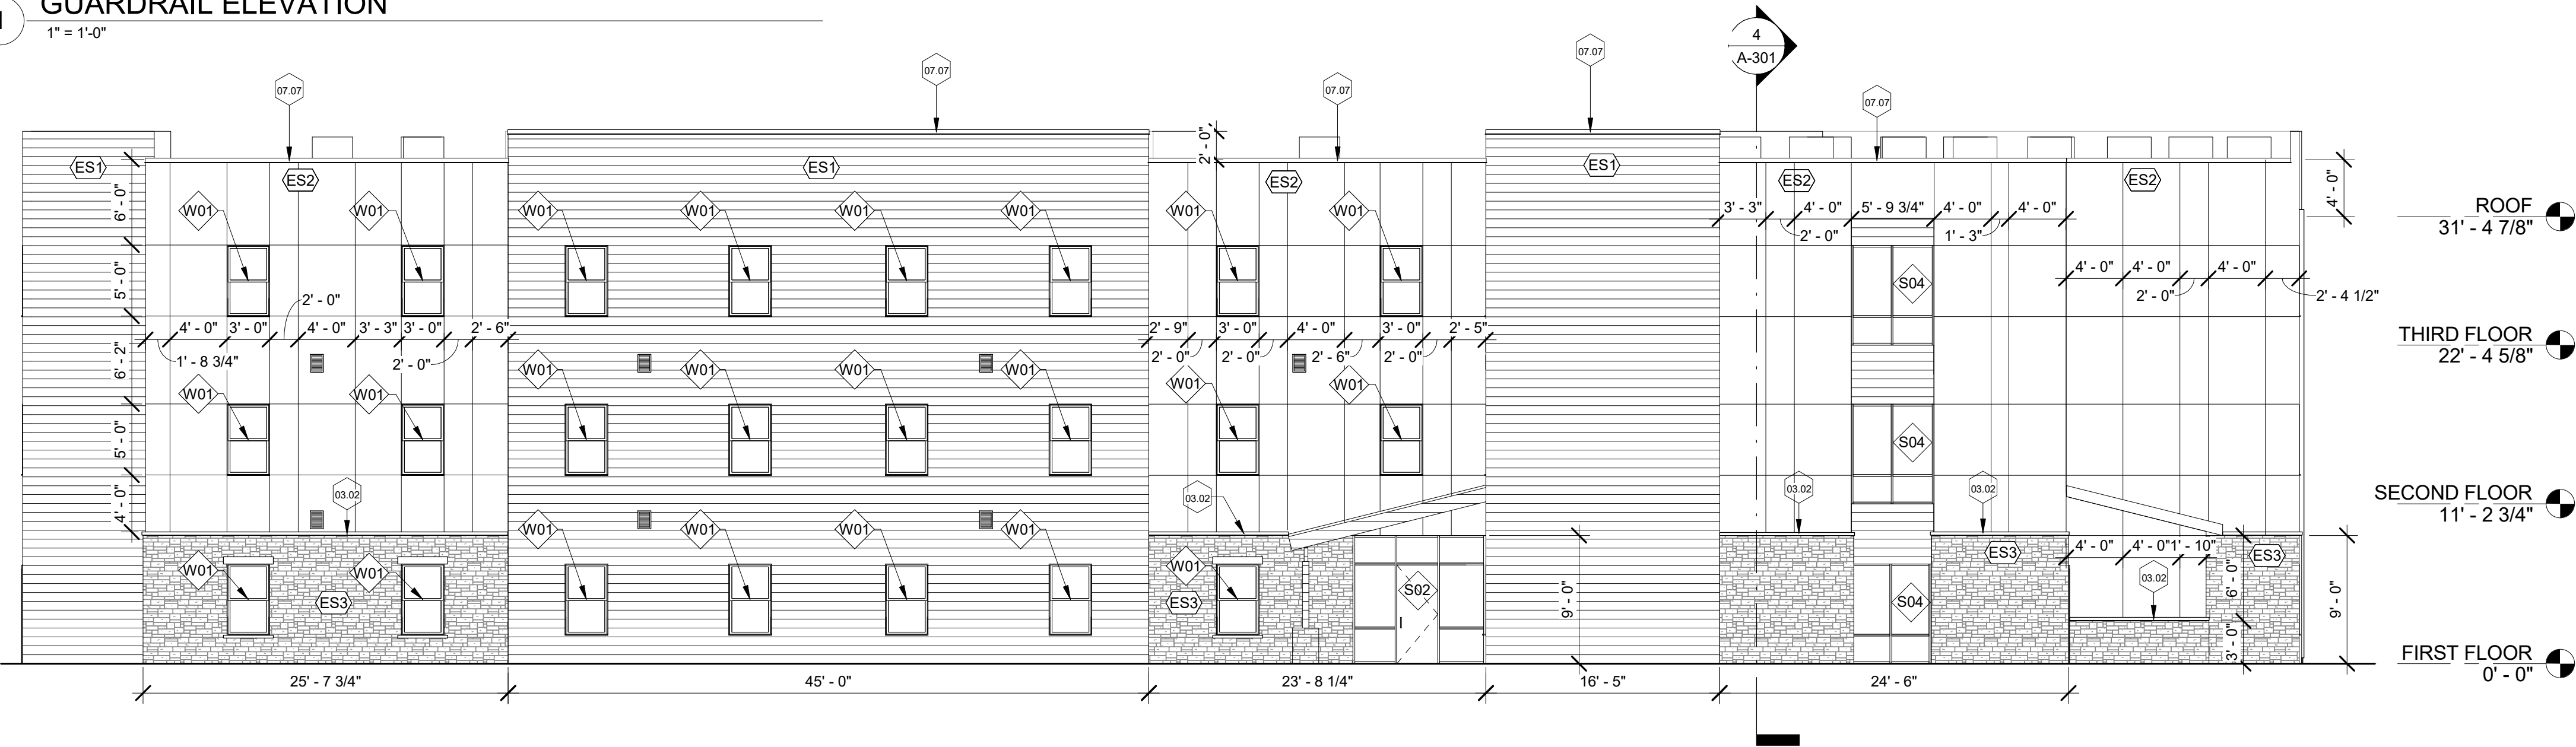 GUARDRAIL ELEVATION
1" = 1'-0"
4
A-301
07.07
07.07
07.07
07.07
07.07
2' - 0"
ES1
ES2
ES1
ES2
ES1
ES2
ES2
6' - 0"
4' - 0"
W01
W01
W01
W01
W01
W01
W01
W01
3' - 3"
4' - 0"
5' - 9 3/4"
4' - 0"
4' - 0"
2' - 0"
1' - 3"
ROOF
31' - 4 7/8"
5' - 0"
S04
4' - 0"
4' - 0"
4' - 0"
2' - 0"
2' - 4 1/2"
2' - 0"
4' - 0"
3' - 0"
4' - 0"
3' - 3"
3' - 0"
2' - 6"
2' - 9"
3' - 0"
4' - 0"
3' - 0"
2' - 5"
1' - 8 3/4"
2' - 0"
2' - 0"
2' - 0"
2' - 6"
2' - 0"
THIRD FLOOR
22' - 4 5/8"
6' - 2"
W01
W01
W01
W01
W01
W01
W01
W01
5' - 0"
S04
4' - 0"
03.02
03.02
03.02
03.02
SECOND FLOOR
11' - 2 3/4"
W01
W01
W01
W01
W01
W01
W01
ES3
ES3
S02
9' - 0"
S04
ES3
4' - 0"
4' - 0"
1' - 10"
ES3
03.02
6' - 0"
3' - 0"
9' - 0"
FIRST FLOOR
0' - 0"
25' - 7 3/4"
45' - 0"
23' - 8 1/4"
16' - 5"
24' - 6"